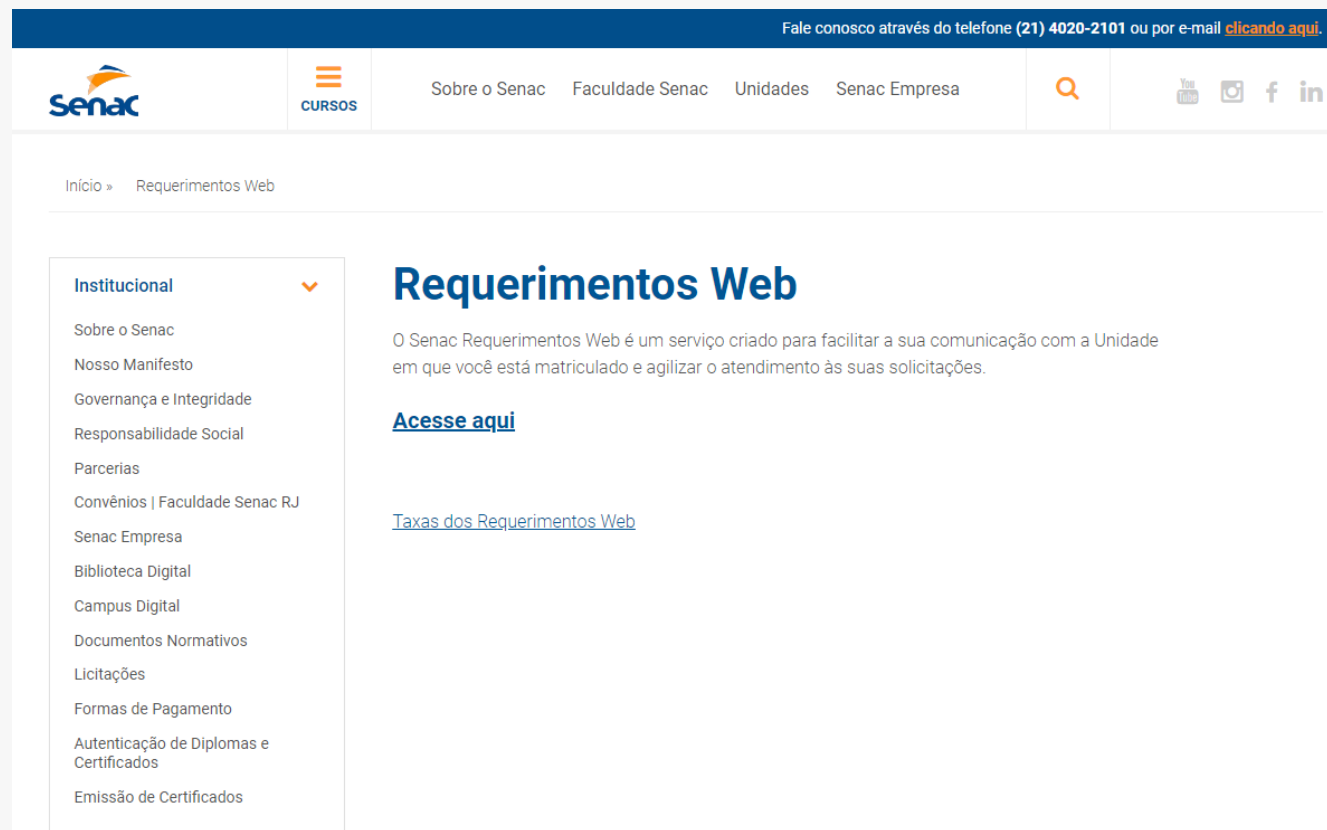 Fale conosco através do telefone (21) 4020-2101 ou por e-mail clicando aqui.
Senac
CURSOS
Sobre o Senac Faculdade Senac Unidades Senac Empresa
You Tube
f in
Início » Requerimentos Web
Institucional
Sobre o Senac
Nosso Manifesto
Governança e Integridade
Responsabilidade Social
Parcerias
Convênios | Faculdade Senac RJ
Senac Empresa
Biblioteca Digital
Campus Digital
Documentos Normativos
Licitações
Formas de Pagamento
Autenticação de Diplomas e
Certificados
Emissão de Certificados
Requerimentos Web
O Senac Requerimentos Web é um serviço criado para facilitar a sua comunicação com a Unidade
em que você está matriculado e agilizar o atendimento às suas solicitações.
Acesse aqui
Taxas dos Requerimentos Web